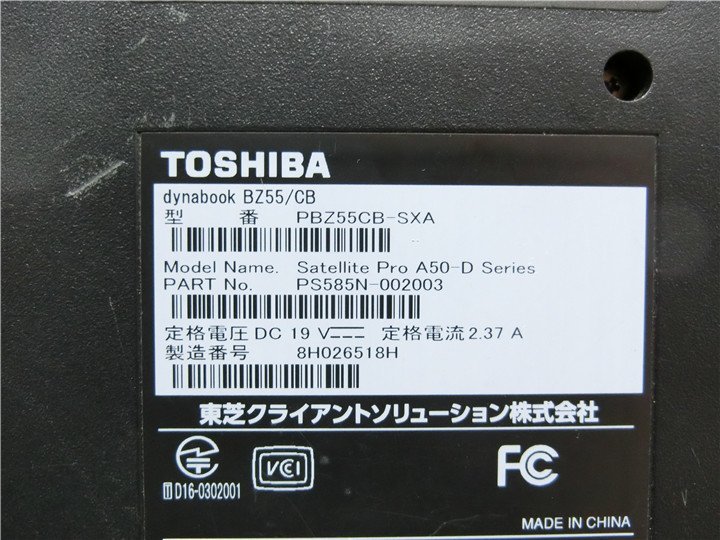 TOSHIBA
dynabook BZ55/CB
型 番 PBZ55CB-SXA
Model Name. Satellite Pro A50-D Series
PART No. PS585N-002003
定格電圧 DC 19 V⎓ 定格電流 2.37 A
製造番号 8H026518H
東芝クライアントソリューション株式会社
T D16-0302001
VCI
FC
MADE IN CHINA